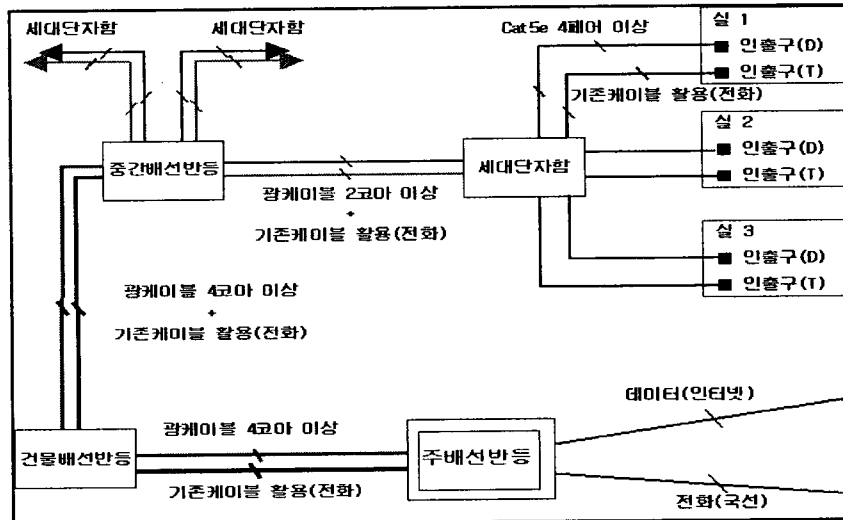 세대단자함
세대단자함
Cat5e 4페어 이상
실 1
인출구(D)
인출구(T)
기존케이블 활용(전화)
실 2
인출구(D)
인출구(T)
중간배선반등
세대단자함
광케이블 2코아 이상
+
기존케이블 활용(전화)
실 3
인출구(D)
인출구(T)
광케이블 4코아 이상
+
기존케이블 활용(전화)
데이터(인터넷)
광케이블 4코아 이상
건물배선반등
주배선반등
기존케이블 활용(전화)
전화(국선)